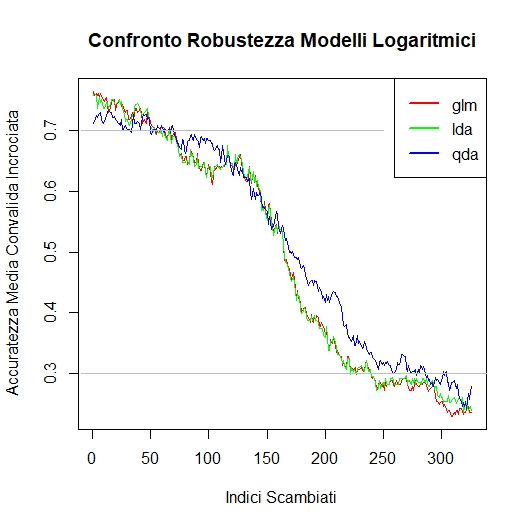 Confronto Robustezza Modelli Logaritmici
glm
lda
qda
Accuratezza Media Convalida Incrociata
0.7
0.6
0.5
0.4
0.3
0
50
100
150
200
250
300
Indici Scambiati